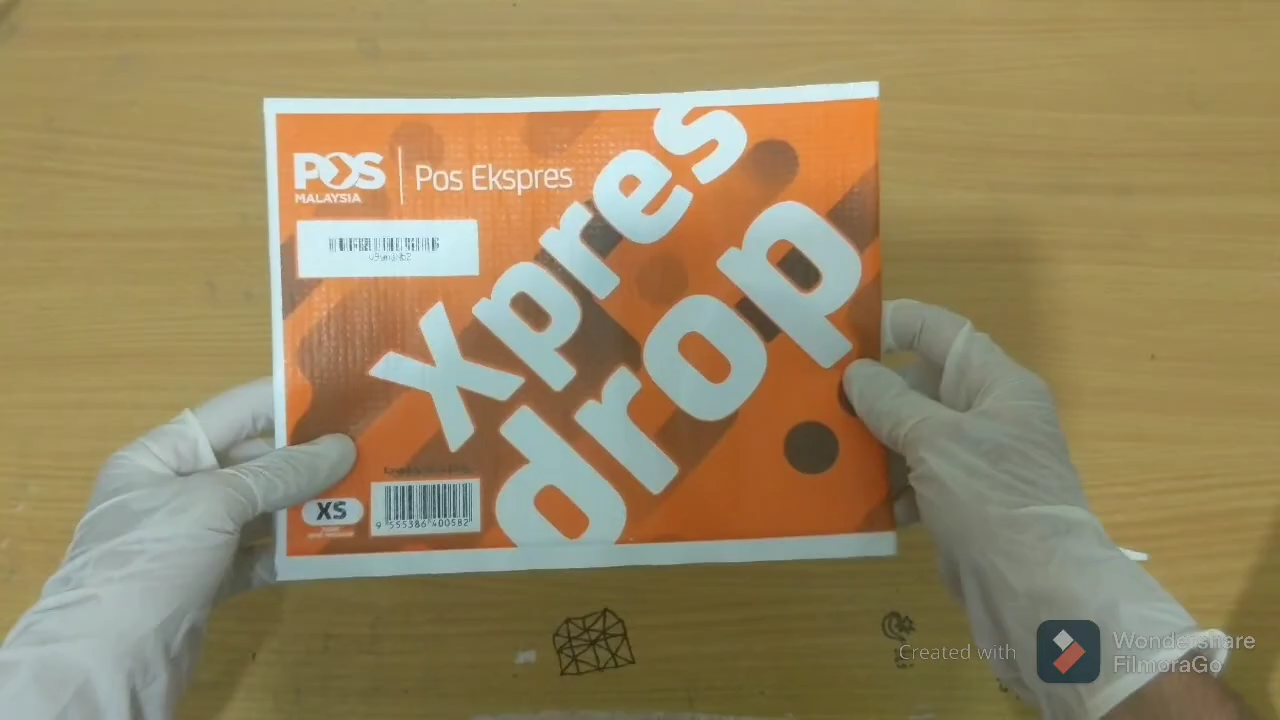 POS
MALAYSIA
Pos Ekspres
Xpres
drop
XS
9 555386 400582
Created with
Wondershare
FilmoraGo